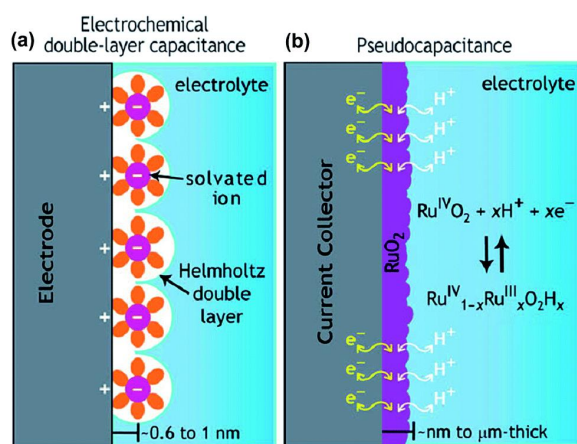 (a)
Electrochemical
double-layer capacitance
Electrode
electrolyte
+
−
+
−
solvated
ion
+
−
Helmholtz
double
layer
+
−
+
−
~0.6 to 1 nm
(b)
Pseudocapacitance
Current Collector
RuO₂
electrolyte
e⁻ H⁺
e⁻ H⁺
e⁻ H⁺
RuᴵⱽO₂ + xH⁺ + xe⁻
Ruᴵⱽ₁₋ₓRuᴵᴵᴵₓO₂Hₓ
e⁻ H⁺
e⁻ H⁺
e⁻ H⁺
~nm to μm-thick